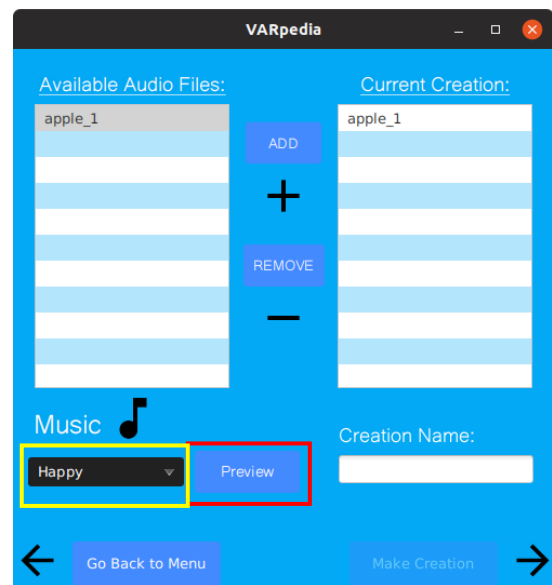 VARpedia
Available Audio Files:
Current Creation:
apple_1
apple_1
ADD
REMOVE
Music
Creation Name:
Happy
Preview
Go Back to Menu
Make Creation